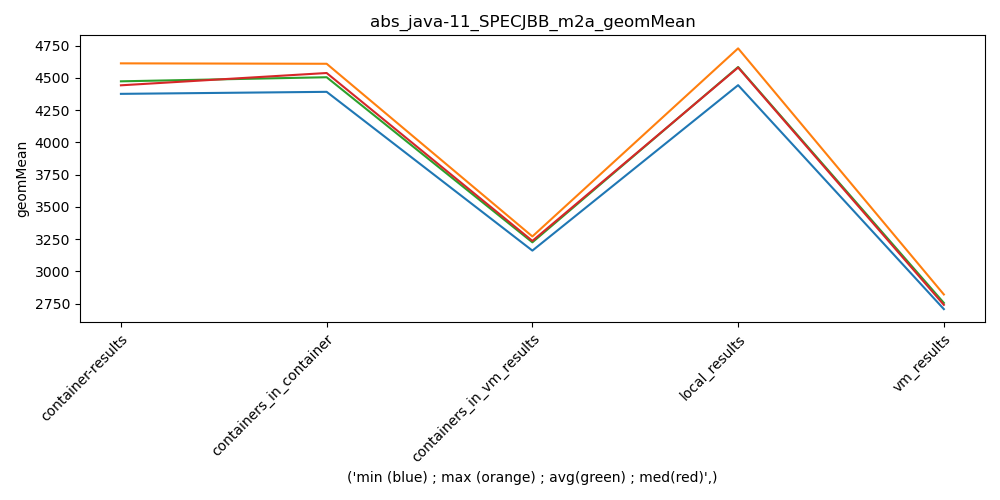 abs_java-11_SPECJBB_m2a_geomMean
geomMean
4750
4500
4250
4000
3750
3500
3250
3000
2750
container-results
containers_in_container
containers_in_vm_results
local_results
vm_results
('min (blue) ; max (orange) ; avg(green) ; med(red)',)